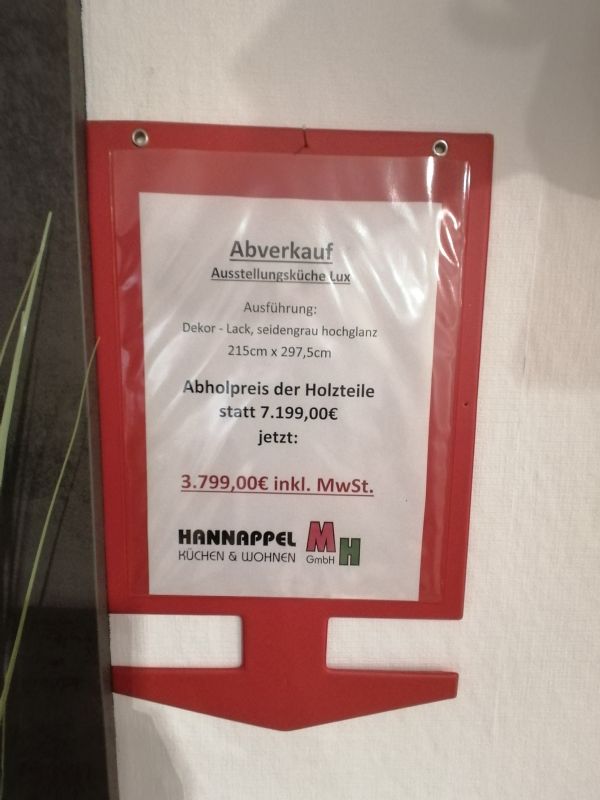 Abverkauf
Ausstellungsküche Lux
Ausführung:
Dekor - Lack, seidengrau hochglanz
215cm x 297,5cm
Abholpreis der Holzteile
statt 7.199,00€
jetzt:
3.799,00€ inkl. MwSt.
HANNAPPEL MH
KÜCHEN & WOHNEN GmbH